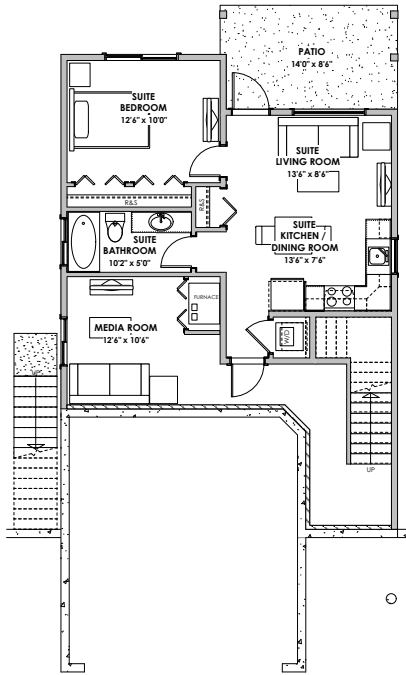 PATIO
14'0" x 8'6"
SUITE
BEDROOM
12'6" x 10'0"
SUITE
LIVING ROOM
13'6" x 8'6"
R&S
R&S
SUITE
KITCHEN /
DINING ROOM
13'6" x 7'6"
SUITE
BATHROOM
10'2" x 5'0"
FURNACE
MEDIA ROOM
12'6" x 10'6"
W/D
UP
UP